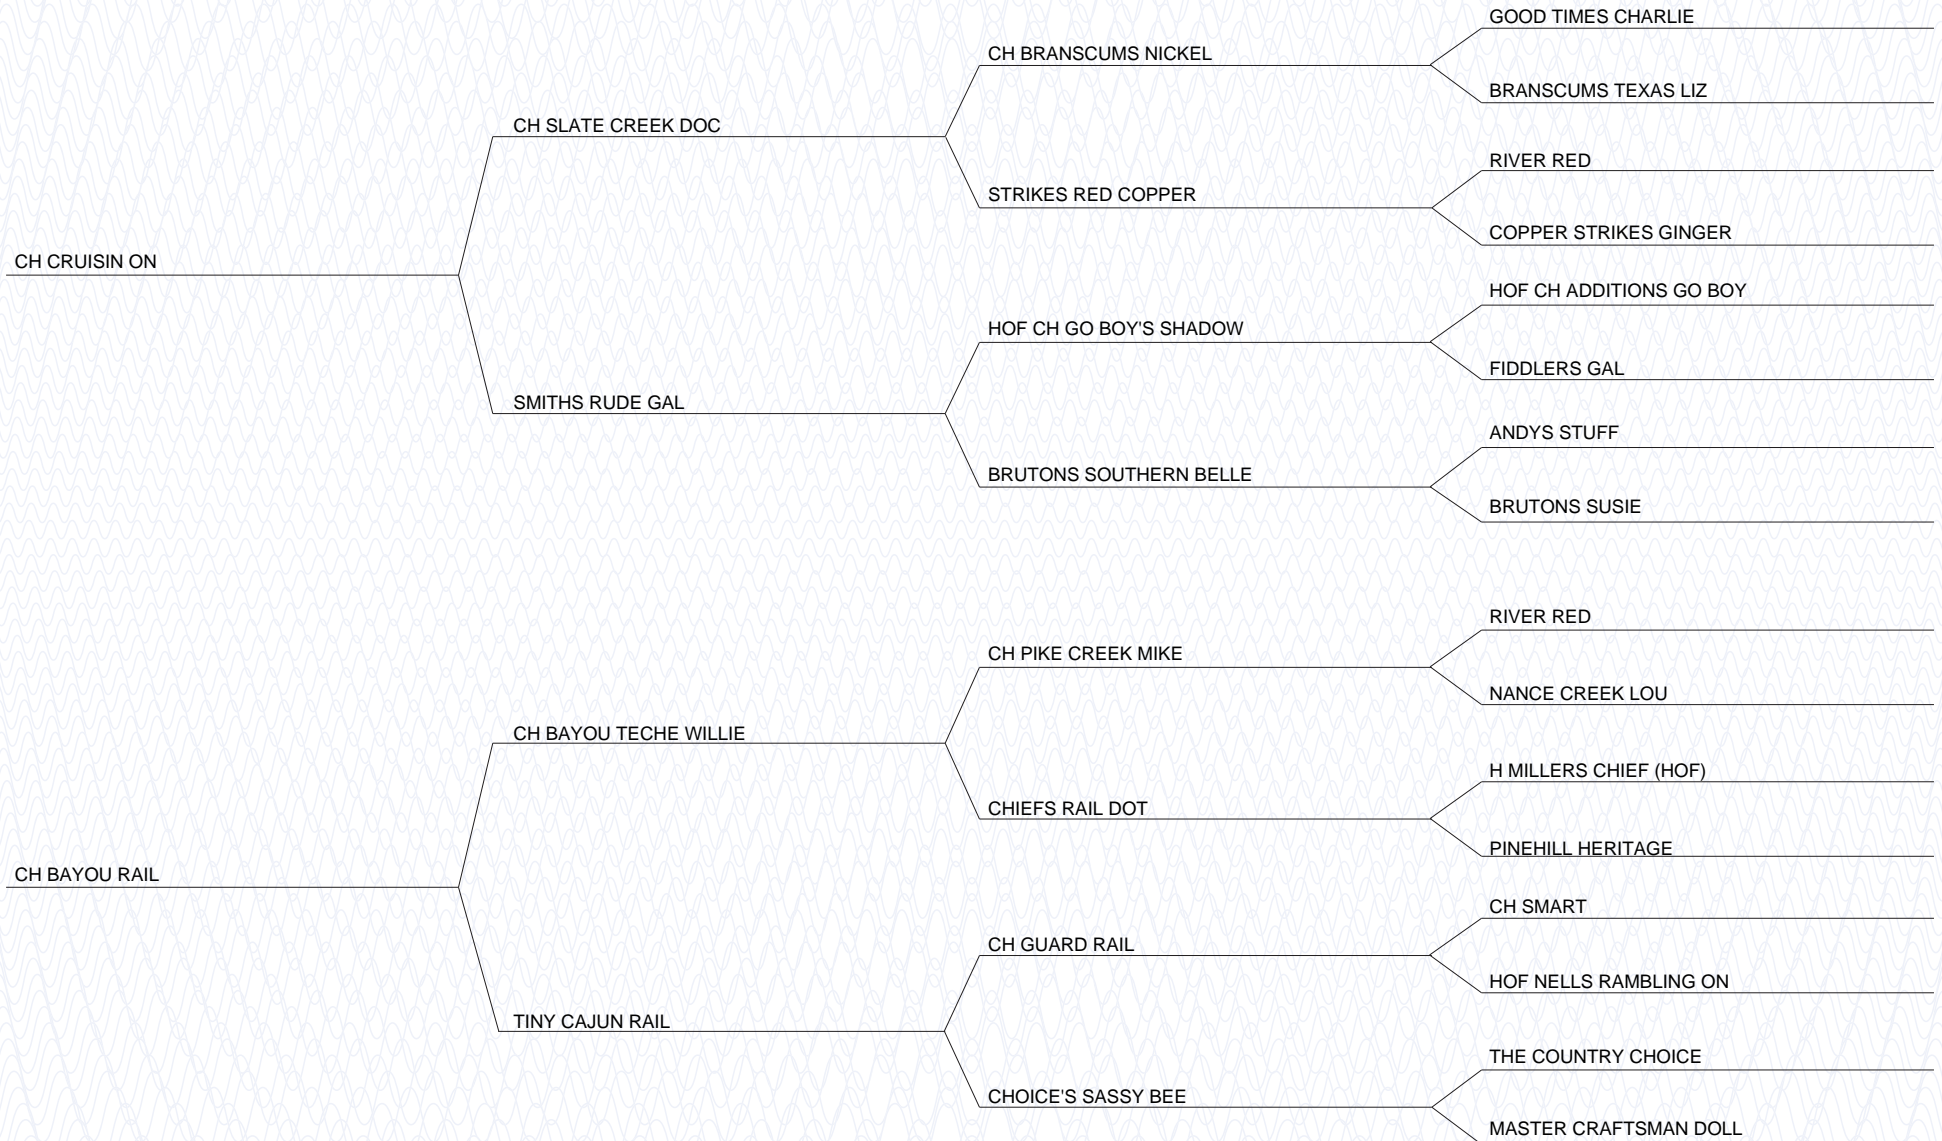 GOOD TIMES CHARLIE
CH BRANSCUMS NICKEL
BRANSCUMS TEXAS LIZ
CH SLATE CREEK DOC
RIVER RED
STRIKES RED COPPER
COPPER STRIKES GINGER
CH CRUISIN ON
HOF CH ADDITIONS GO BOY
HOF CH GO BOY'S SHADOW
FIDDLERS GAL
SMITHS RUDE GAL
ANDYS STUFF
BRUTONS SOUTHERN BELLE
BRUTONS SUSIE
RIVER RED
CH PIKE CREEK MIKE
NANCE CREEK LOU
CH BAYOU TECHE WILLIE
H MILLERS CHIEF (HOF)
CHIEFS RAIL DOT
PINEHILL HERITAGE
CH BAYOU RAIL
CH SMART
CH GUARD RAIL
HOF NELLS RAMBLING ON
TINY CAJUN RAIL
THE COUNTRY CHOICE
CHOICE'S SASSY BEE
MASTER CRAFTSMAN DOLL